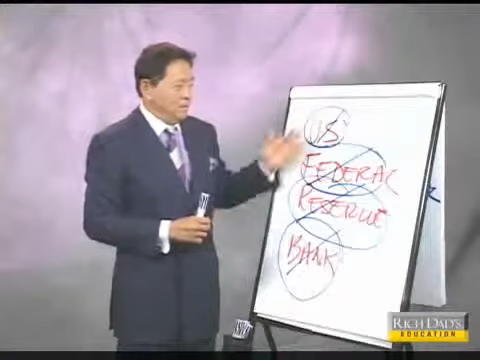 US
FEDERAL
RESERVE
BANK
RICH DAD'S
EDUCATION